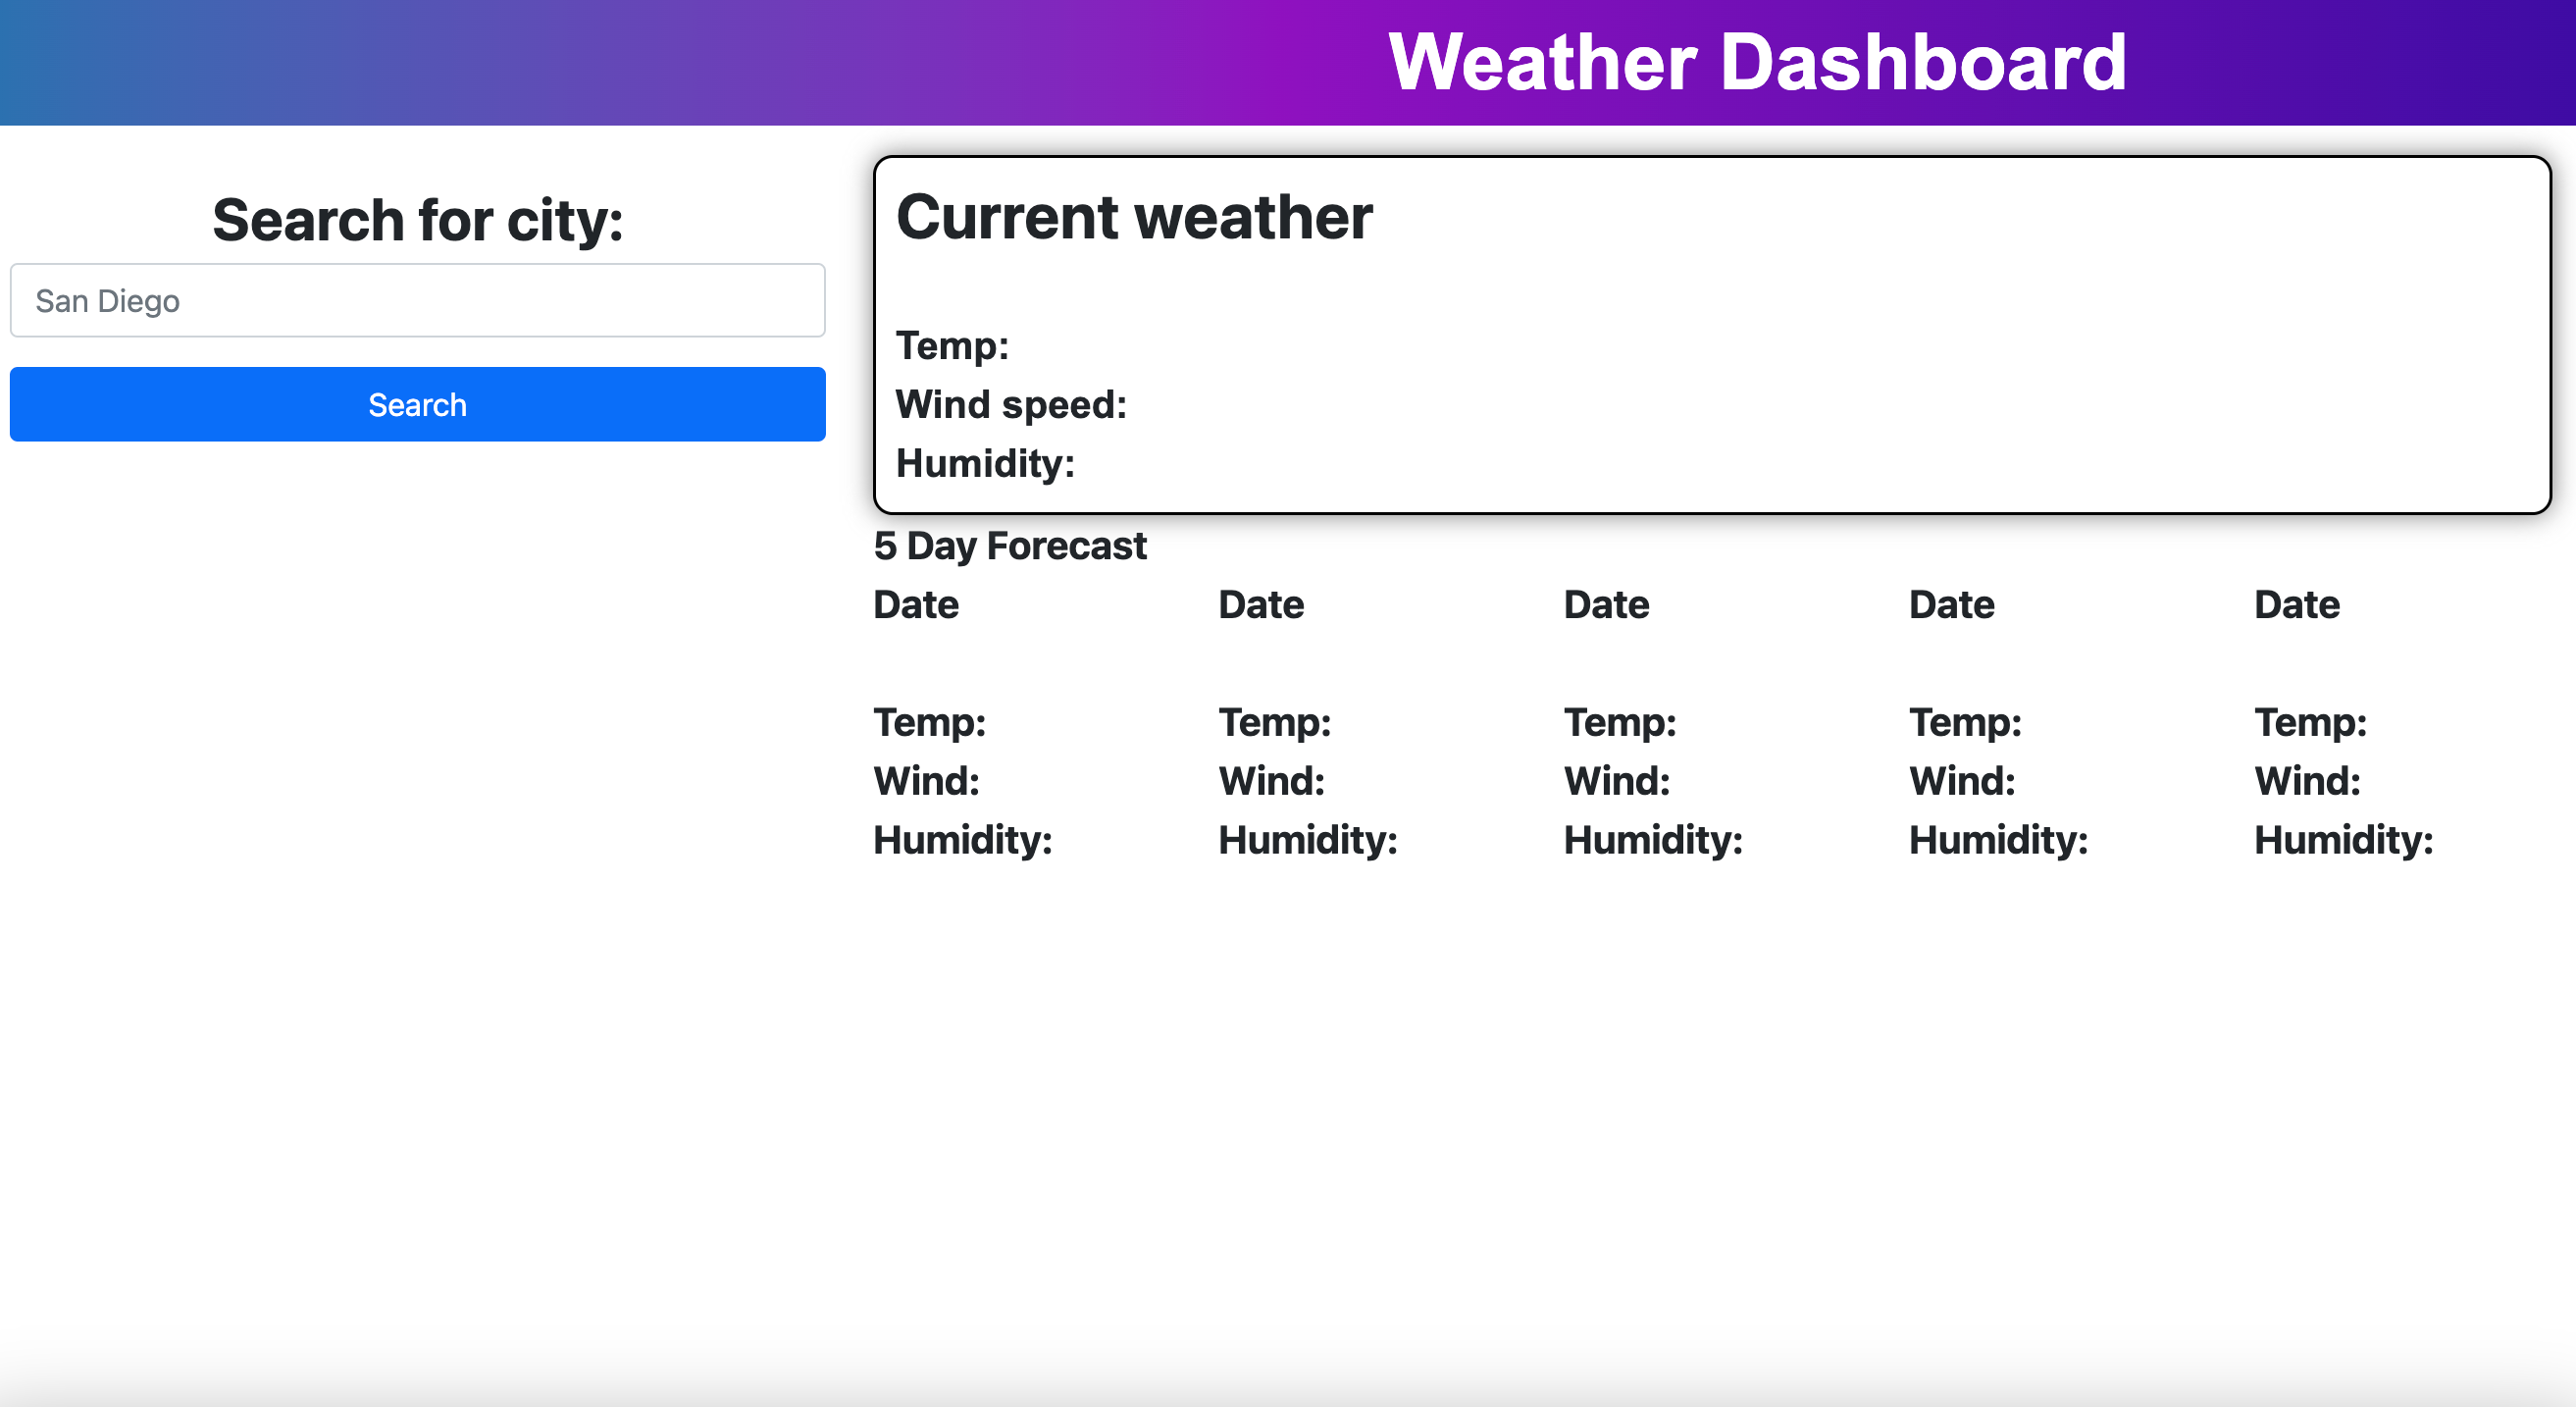 Weather Dashboard
Search for city:
San Diego
Search
Current weather
Temp:
Wind speed:
Humidity:
5 Day Forecast
Date Date Date Date Date
Temp: Temp: Temp: Temp: Temp:
Wind: Wind: Wind: Wind: Wind:
Humidity: Humidity: Humidity: Humidity: Humidity: